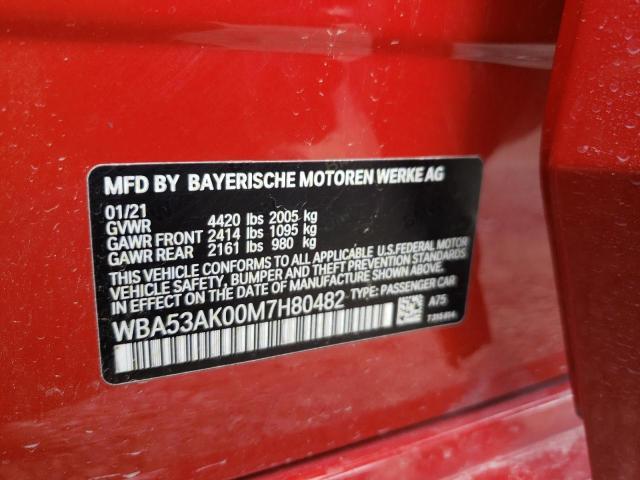 MFD BY BAYERISCHE MOTOREN WERKE AG
01/21
GVWR 4420 lbs 2005 kg
GAWR FRONT 2414 lbs 1095 kg
GAWR REAR 2161 lbs 980 kg
THIS VEHICLE CONFORMS TO ALL APPLICABLE U.S.FEDERAL MOTOR
VEHICLE SAFETY, BUMPER AND THEFT PREVENTION STANDARDS
IN EFFECT ON THE DATE OF MANUFACTURE SHOWN ABOVE.
WBA53AK00M7H80482 TYPE: PASSENGER CAR
A75